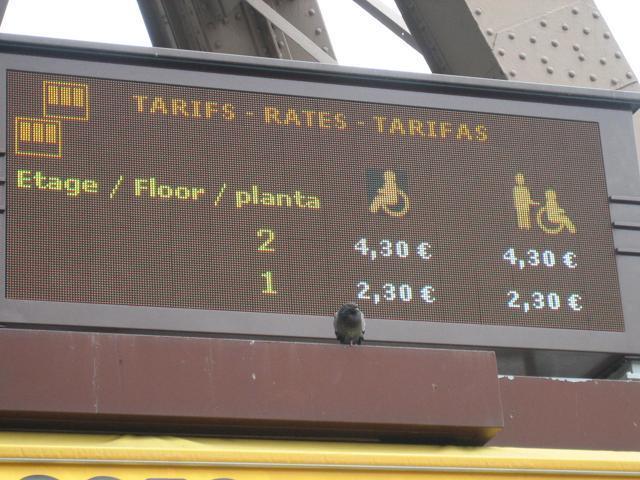 TARIFS - RATES - TARIFAS
Etage / Floor / planta
2 4,30 € 4,30 €
1 2,30 € 2,30 €